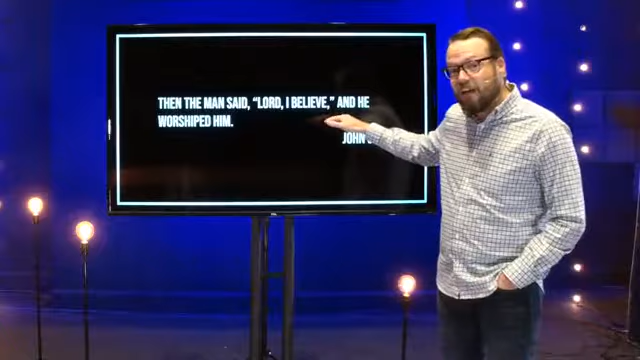 THEN THE MAN SAID, “LORD, I BELIEVE,” AND HE
WORSHIPED HIM.
JOHN